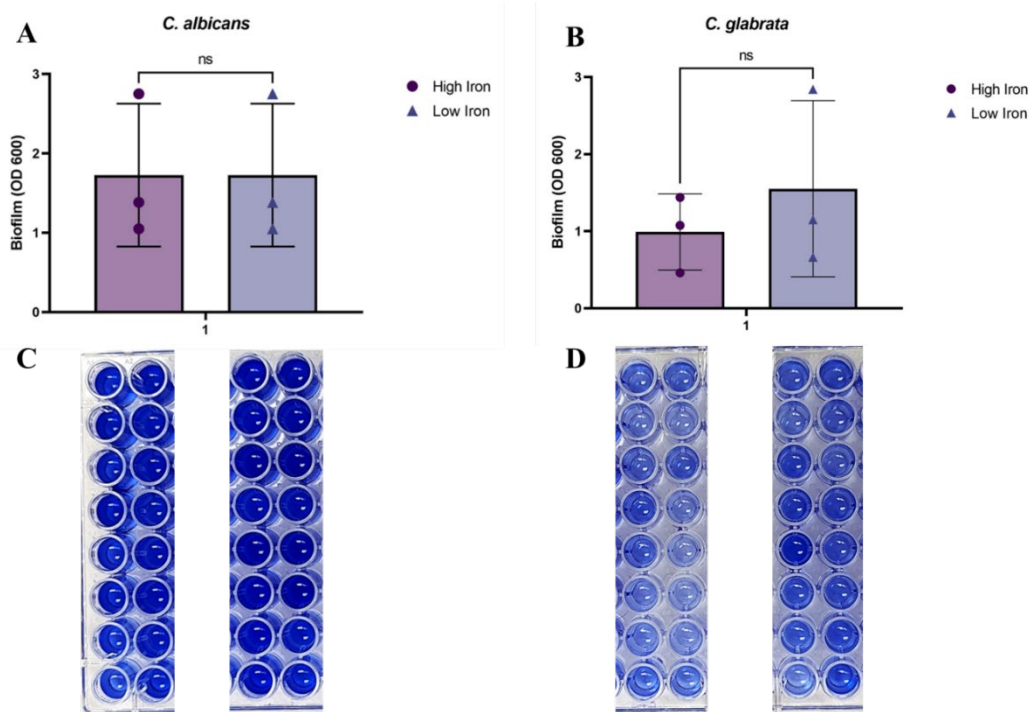 A
C. albicans
ns
3
2
1
0
Biofilm (OD 600)
1
High Iron
Low Iron
B
C. glabrata
ns
3
2
1
0
Biofilm (OD 600)
1
High Iron
Low Iron
C
D